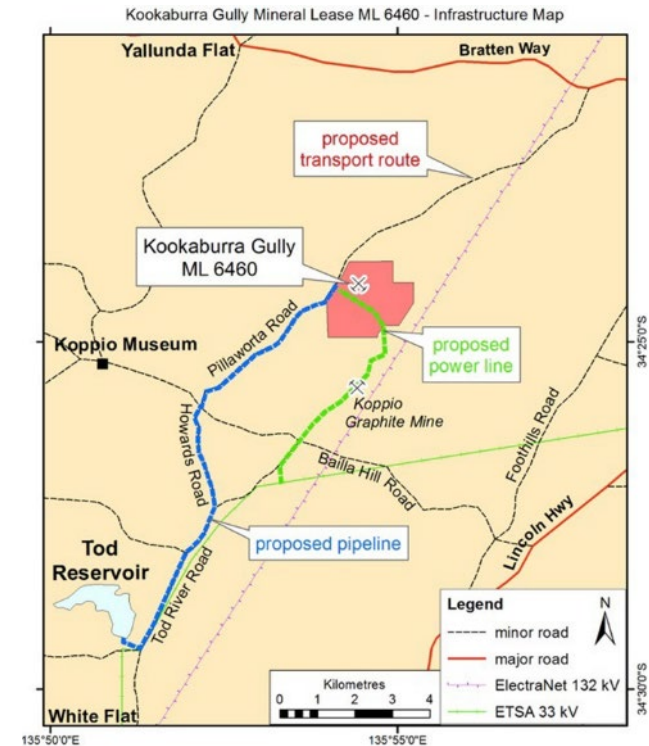 Kookaburra Gully Mineral Lease ML 6460 - Infrastructure Map
Yallunda Flat
Bratten Way
proposed
transport route
Kookaburra Gully
ML 6460
Pillaworta Road
Koppio Museum
34°25'0"S
proposed
power line
Koppio
Graphite Mine
Howards Road
Bailla Hill Road
Foothills Road
Lincoln Hwy
proposed pipeline
Tod
Reservoir
Tod River Road
Legend
N
minor road
major road
ElectraNet 132 kV
ETSA 33 kV
Kilometres
0 1 2 3 4
White Flat
34°30'0"S
135°50'0"E
135°55'0"E